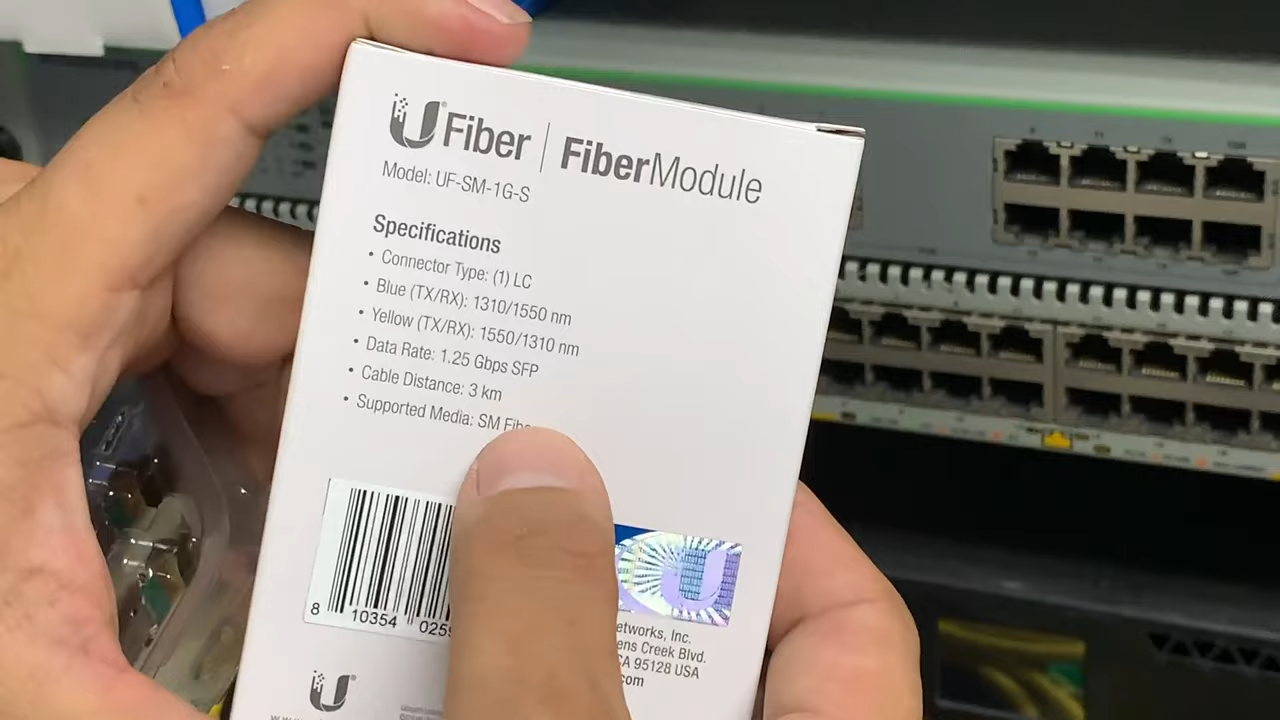 U Fiber | FiberModule
Model: UF-SM-1G-S
Specifications
• Connector Type: (1) LC
• Blue (TX/RX): 1310/1550 nm
• Yellow (TX/RX): 1550/1310 nm
• Data Rate: 1.25 Gbps SFP
• Cable Distance: 3 km
• Supported Media: SM
8 10354
etworks, Inc.
ens Creek Blvd.
CA 95128 USA
.com